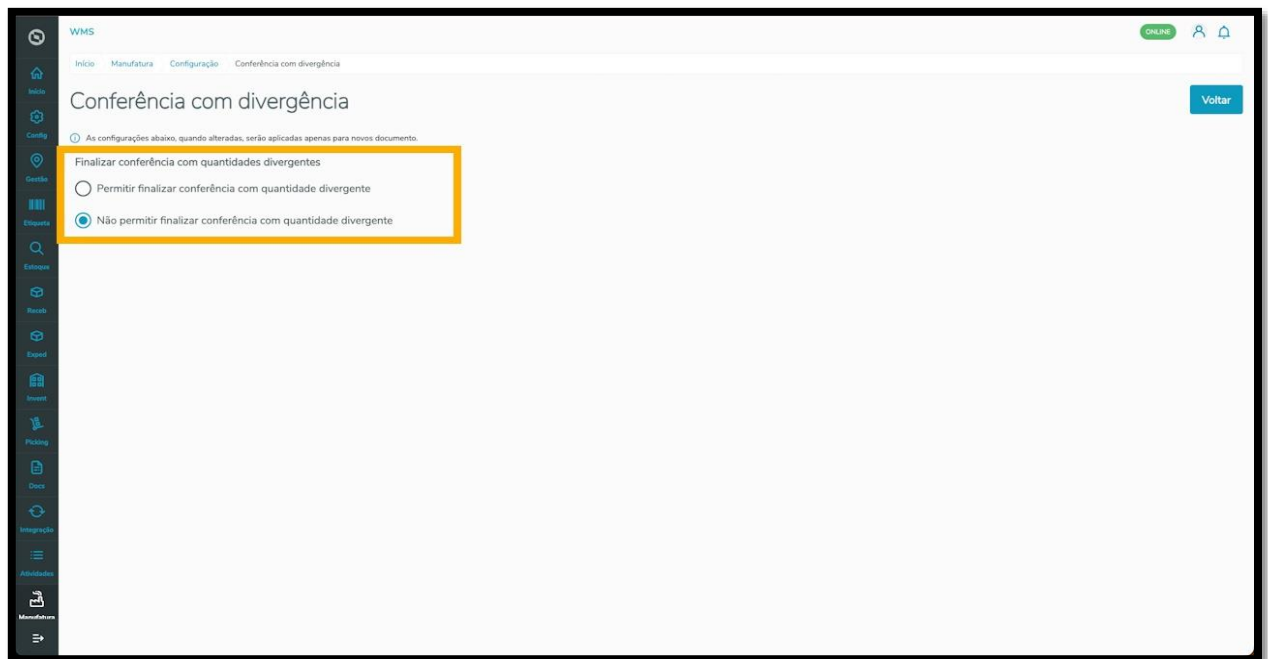 WMS
ONLINE
Início Manufatura Configuração Conferência com divergência
Conferência com divergência
Voltar
As configurações abaixo, quando alteradas, serão aplicadas apenas para novos documento.
Finalizar conferência com quantidades divergentes
Permitir finalizar conferência com quantidade divergente
Não permitir finalizar conferência com quantidade divergente
Início
Config
Gestão
Etiqueta
Estoque
Receb
Exped
Invent
Picking
Docs
Integração
Atividades
Manufatura